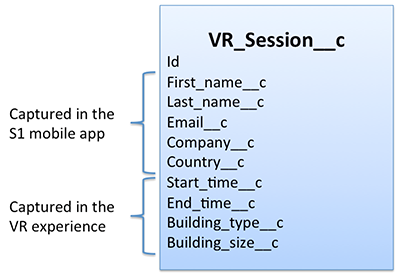 VR_Session__c
Id
First_name__c
Last_name__c
Email__c
Company__c
Country__c
Start_time__c
End_time__c
Building_type__c
Building_size__c
Captured in the
S1 mobile app
Captured in the
VR experience